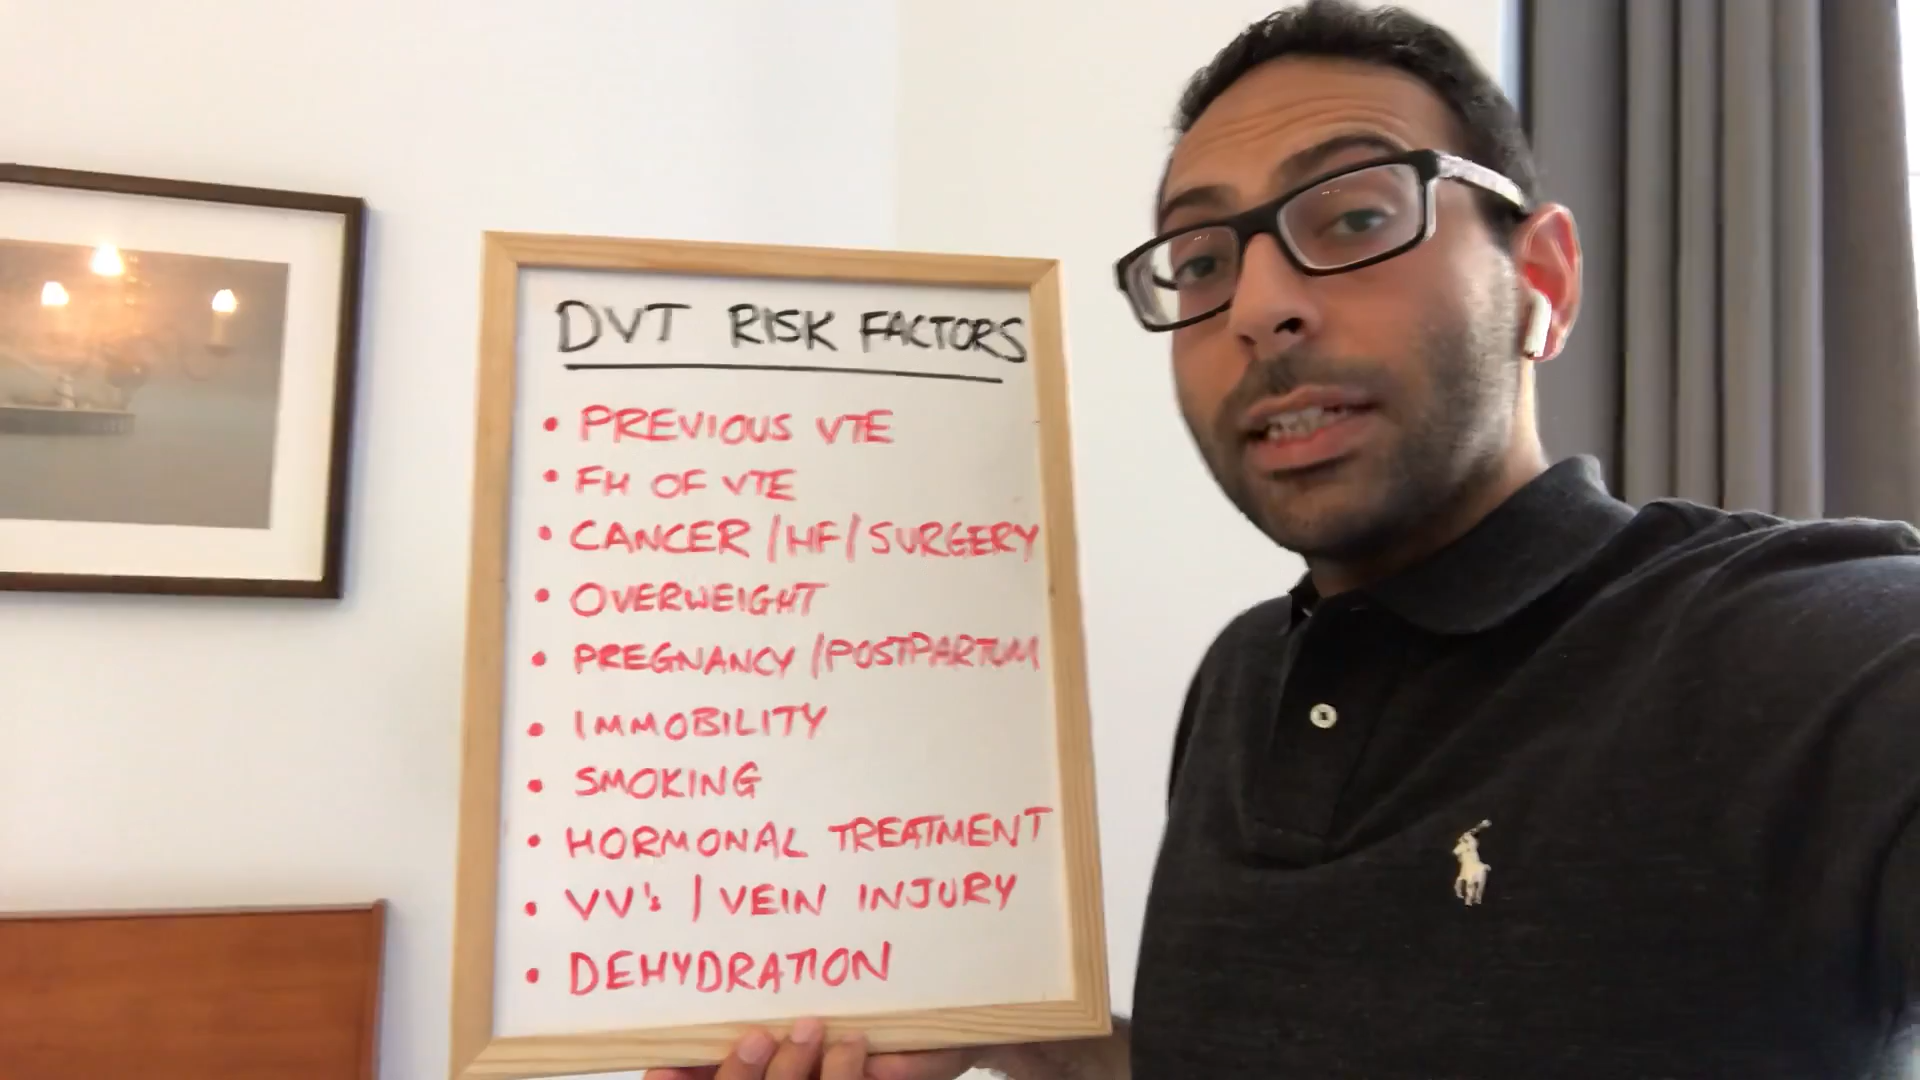 DVT RISK FACTORS
• PREVIOUS VTE
• FH OF VTE
• CANCER / HF / SURGERY
• OVERWEIGHT
• PREGNANCY / POSTPARTUM
• IMMOBILITY
• SMOKING
• HORMONAL TREATMENT
• VV's / VEIN INJURY
• DEHYDRATION